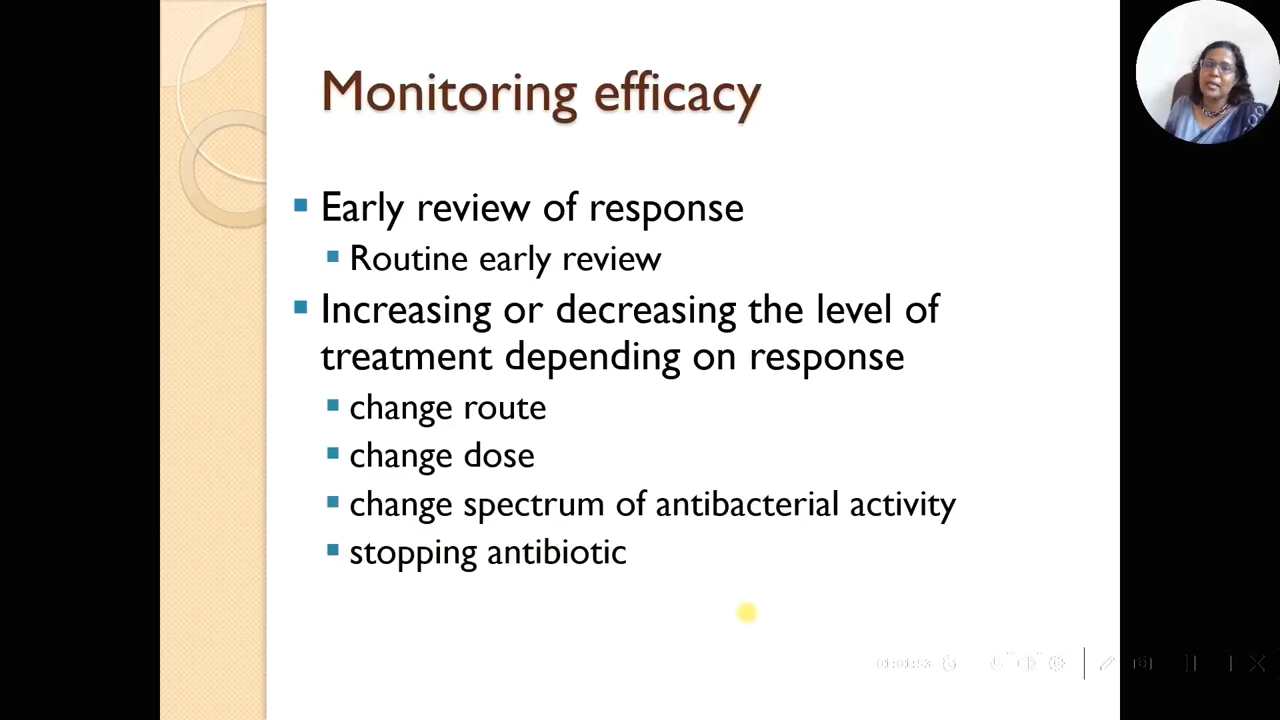 Monitoring efficacy
Early review of response
Routine early review
Increasing or decreasing the level of
treatment depending on response
change route
change dose
change spectrum of antibacterial activity
stopping antibiotic